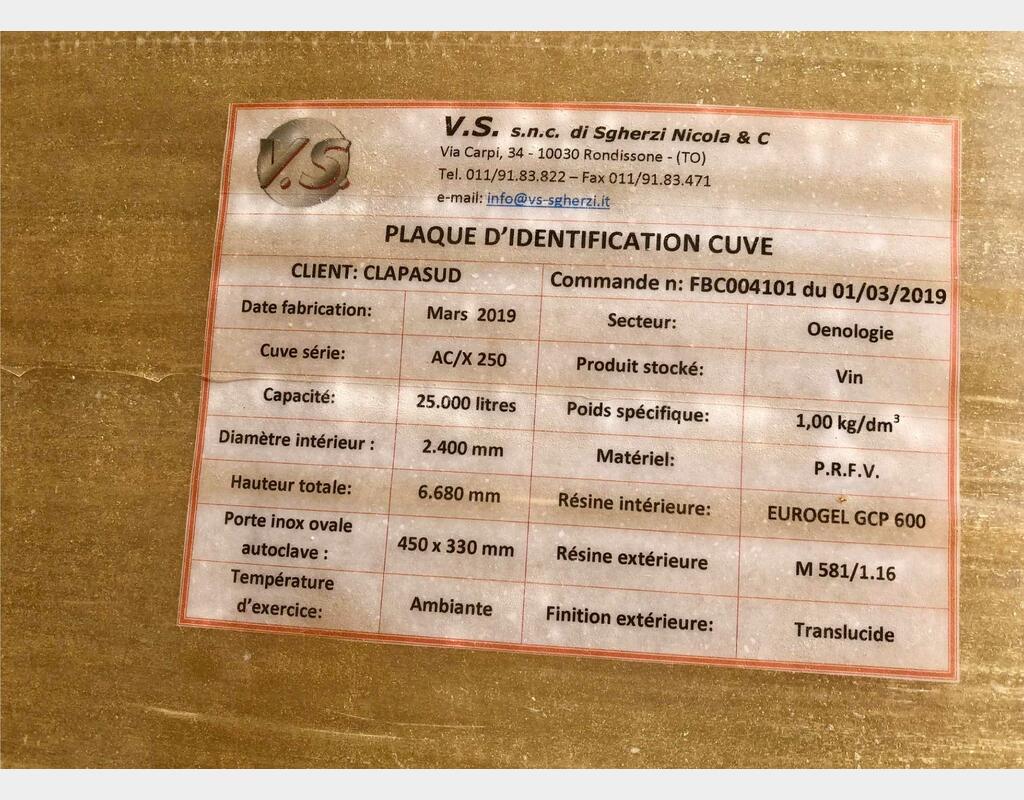 V.S.
V.S. s.n.c. di Sgherzi Nicola & C
Via Carpi, 34 - 10030 Rondissone - (TO)
Tel. 011/91.83.822 – Fax 011/91.83.471
e-mail: info@vs-sgherzi.it
PLAQUE D'IDENTIFICATION CUVE
CLIENT: CLAPASUD Commande n: FBC004101 du 01/03/2019
Date fabrication: Mars 2019 Secteur: Oenologie
Cuve série: AC/X 250 Produit stocké: Vin
Capacité: 25.000 litres Poids spécifique: 1,00 kg/dm³
Diamètre intérieur : 2.400 mm Matériel: P.R.F.V.
Hauteur totale: 6.680 mm Résine intérieure: EUROGEL GCP 600
Porte inox ovale
autoclave : 450 x 330 mm Résine extérieure M 581/1.16
Température
d'exercice: Ambiante Finition extérieure: Translucide